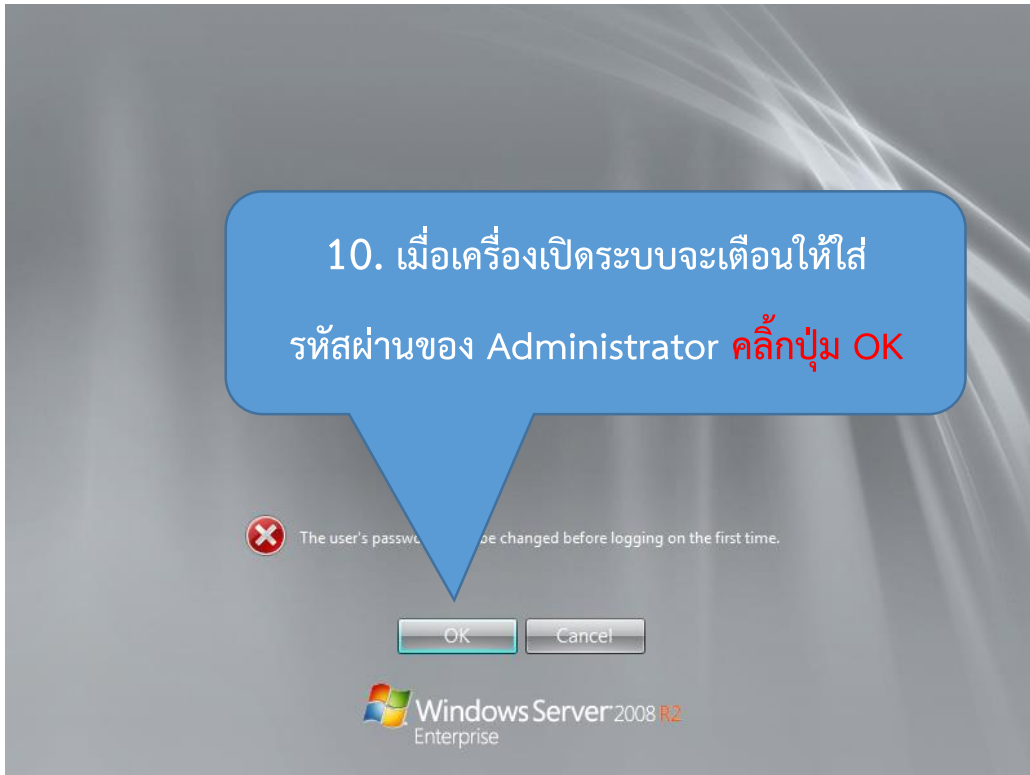 10. เมื่อเครื่องเปิดระบบจะเตือนให้ใส่
รหัสผ่านของ Administrator คลิ้กปุ่ม OK
The user's passw be changed before logging on the first time.
OK Cancel
Windows Server 2008 R2
Enterprise